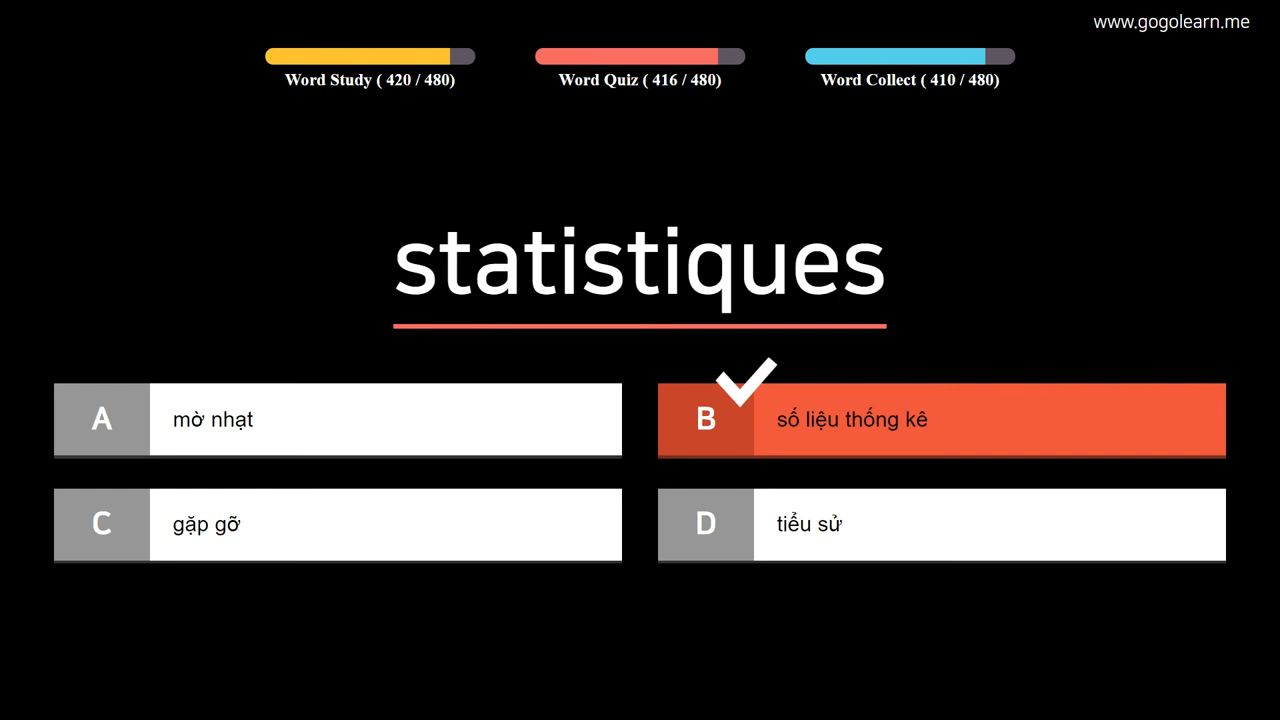 www.gogolearn.me
Word Study ( 420 / 480)
Word Quiz ( 416 / 480)
Word Collect ( 410 / 480)
statistiques
A mờ nhạt
B số liệu thống kê
C gặp gỡ
D tiểu sử